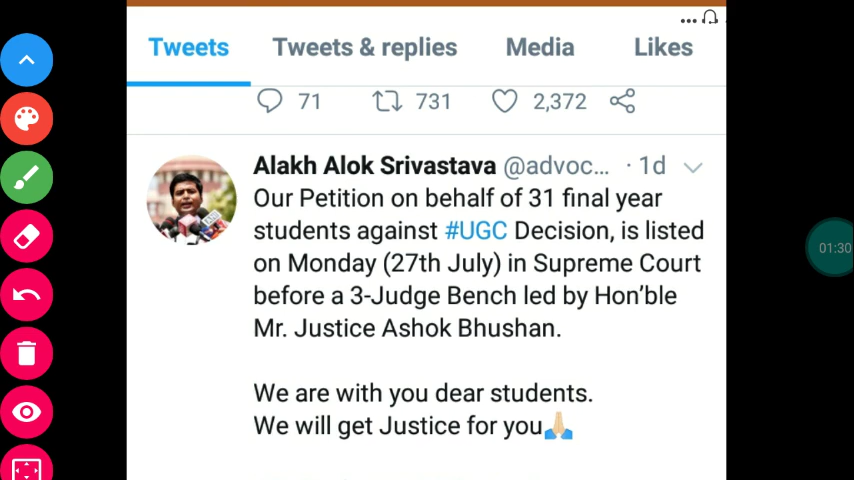 Tweets Tweets & replies Media Likes
71 731 2,372
Alakh Alok Srivastava @advoc... · 1d
Our Petition on behalf of 31 final year
students against #UGC Decision, is listed
on Monday (27th July) in Supreme Court
before a 3-Judge Bench led by Hon'ble
Mr. Justice Ashok Bhushan.
We are with you dear students.
We will get Justice for you🙏🏼
01:30